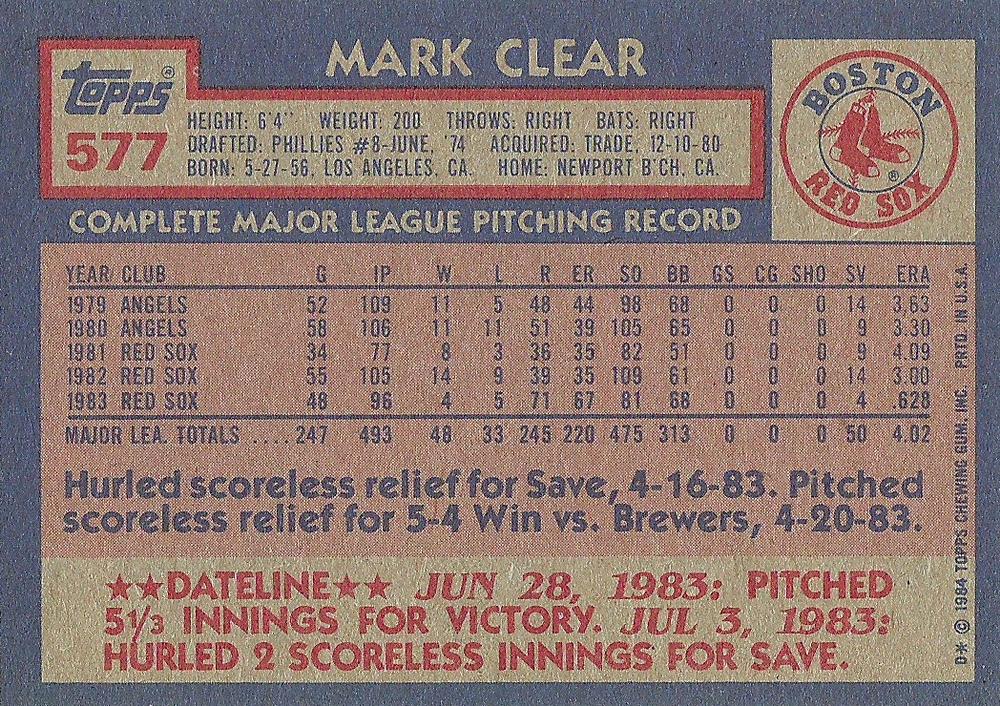 MARK CLEAR
Topps®
577
HEIGHT: 6'4" WEIGHT: 200 THROWS: RIGHT BATS: RIGHT
DRAFTED: PHILLIES #8-JUNE, '74 ACQUIRED: TRADE, 12-10-80
BORN: 5-27-56, LOS ANGELES, CA. HOME: NEWPORT B'CH, CA.
BOSTON
RED SOX
®
COMPLETE MAJOR LEAGUE PITCHING RECORD
YEAR CLUB G IP W L R ER SO BB GS CG SHO SV ERA
1979 ANGELS 52 109 11 5 48 44 98 68 0 0 0 14 3.63
1980 ANGELS 58 106 11 11 51 39 105 65 0 0 0 9 3.30
1981 RED SOX 34 77 8 3 36 35 82 51 0 0 0 9 4.09
1982 RED SOX 55 105 14 9 39 35 109 61 0 0 0 14 3.00
1983 RED SOX 48 96 4 5 71 67 81 68 0 0 0 4 .628
MAJOR LEA. TOTALS .... 247 493 48 33 245 220 475 313 0 0 0 50 4.02
Hurled scoreless relief for Save, 4-16-83. Pitched
scoreless relief for 5-4 Win vs. Brewers, 4-20-83.
★★DATELINE★★ JUN 28, 1983: PITCHED
5⅓ INNINGS FOR VICTORY. JUL 3, 1983:
HURLED 2 SCORELESS INNINGS FOR SAVE.
D* © 1984 TOPPS CHEWING GUM, INC. PRTD. IN U.S.A.